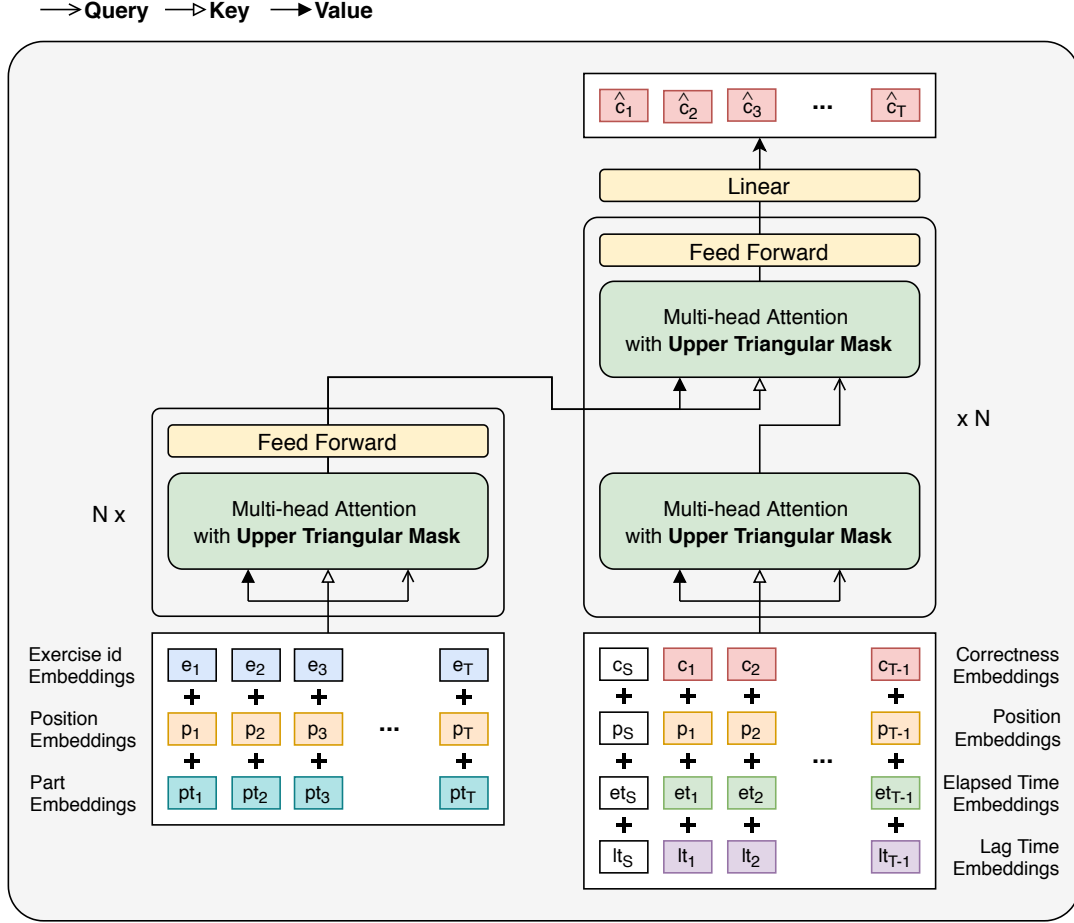 Query Key Value
ĉ1 ĉ2 ĉ3 ... ĉT
Linear
Feed Forward
Multi-head Attention
with Upper Triangular Mask
x N
Feed Forward
Multi-head Attention
with Upper Triangular Mask
N x
Multi-head Attention
with Upper Triangular Mask
Exercise id
Embeddings
e1 e2 e3 eT
+ + + +
Position
Embeddings
p1 p2 p3 ... pT
+ + + +
Part
Embeddings
pt1 pt2 pt3 ptT
cS c1 c2 cT-1
Correctness
Embeddings
+ + + +
pS p1 p2 pT-1
Position
Embeddings
+ + + ... +
etS et1 et2 etT-1
Elapsed Time
Embeddings
+ + + +
ltS lt1 lt2 ltT-1
Lag Time
Embeddings